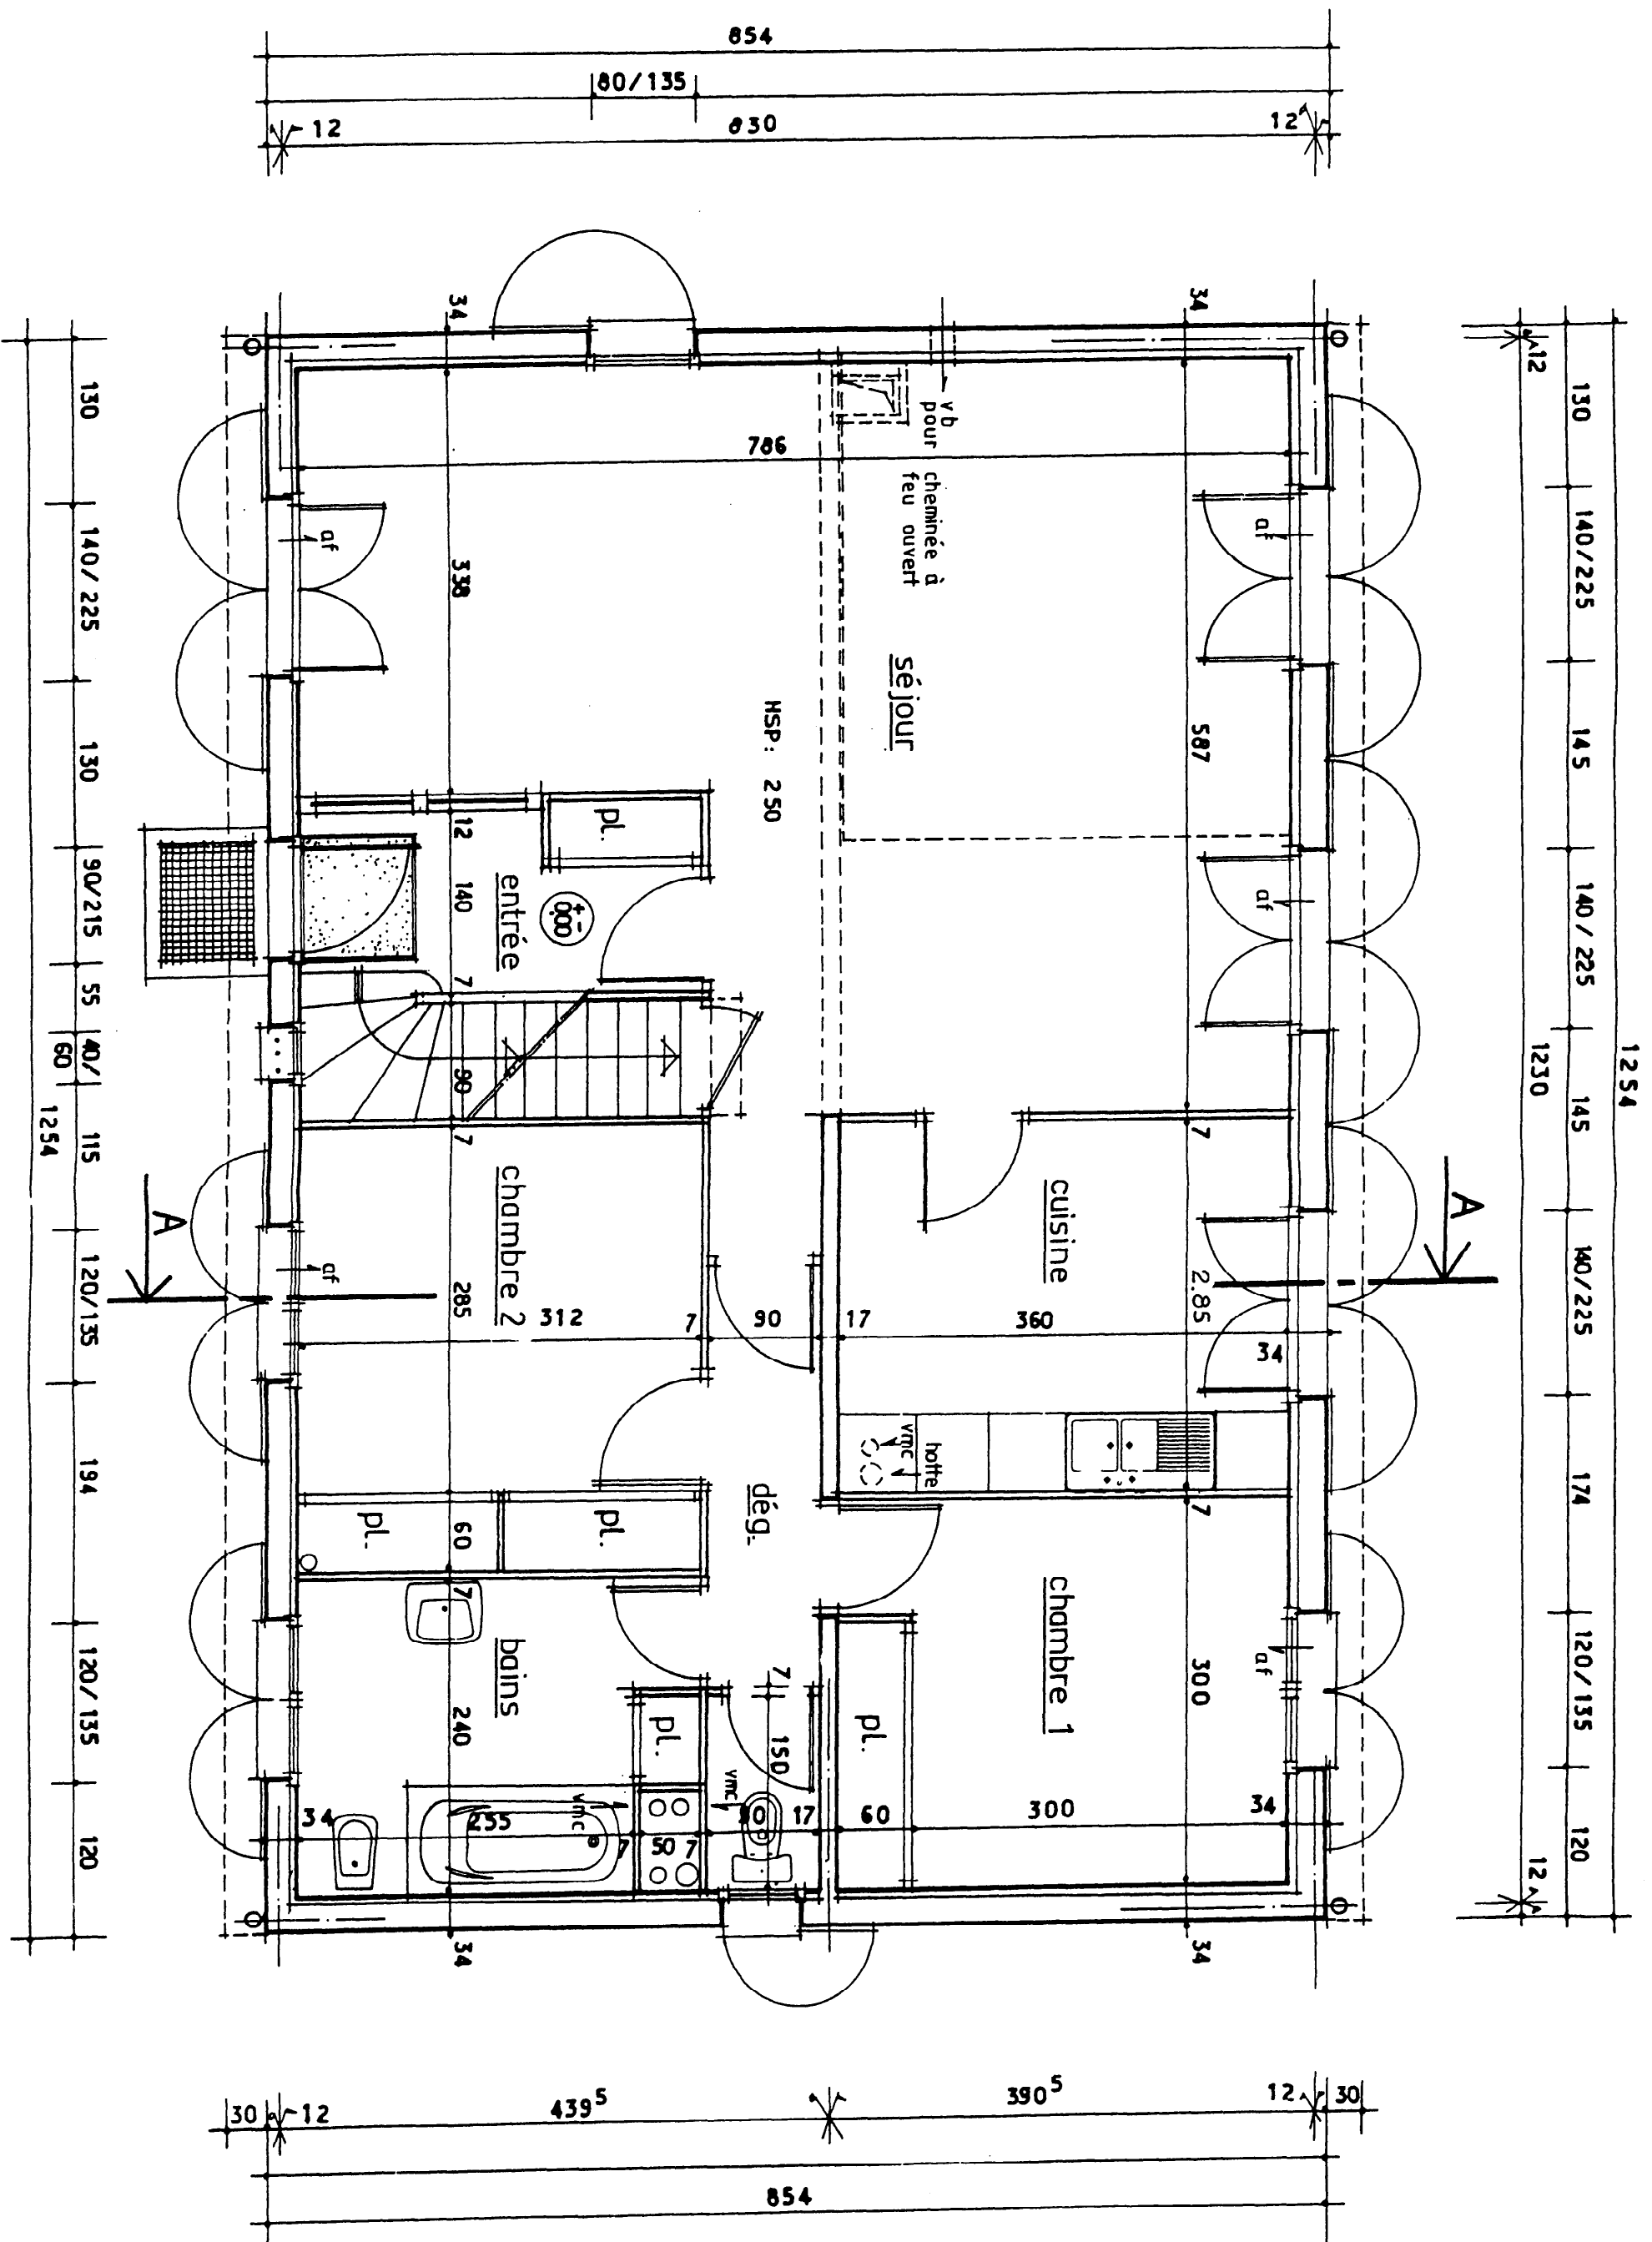 854
80/135
12
830
12
34
34
12
130
130
vb
pour cheminée à
feu ouvert
786
140/225
af
af
140/225
338
séjour
587
HSP: 250
130
145
1254
12
pl.
90/215
140
entrée
+-
0,00
af
140/225
55
7
40/
60
90
1230
7
7
115
145
1254
A
A
chambre 2
cuisine
120/135
af
285
2.85
140/225
312
7
90
17
360
34
194
vmc
hotte
174
dég.
pl.
60
pl.
7
7
chambre 1
bains
120/135
7
300
af
120/135
240
pl.
150
pl.
vmc
vmc
34
255
7
50
7
17
60
300
34
120
120
12
34
34
30
12
439⁵
390⁵
12
30
854